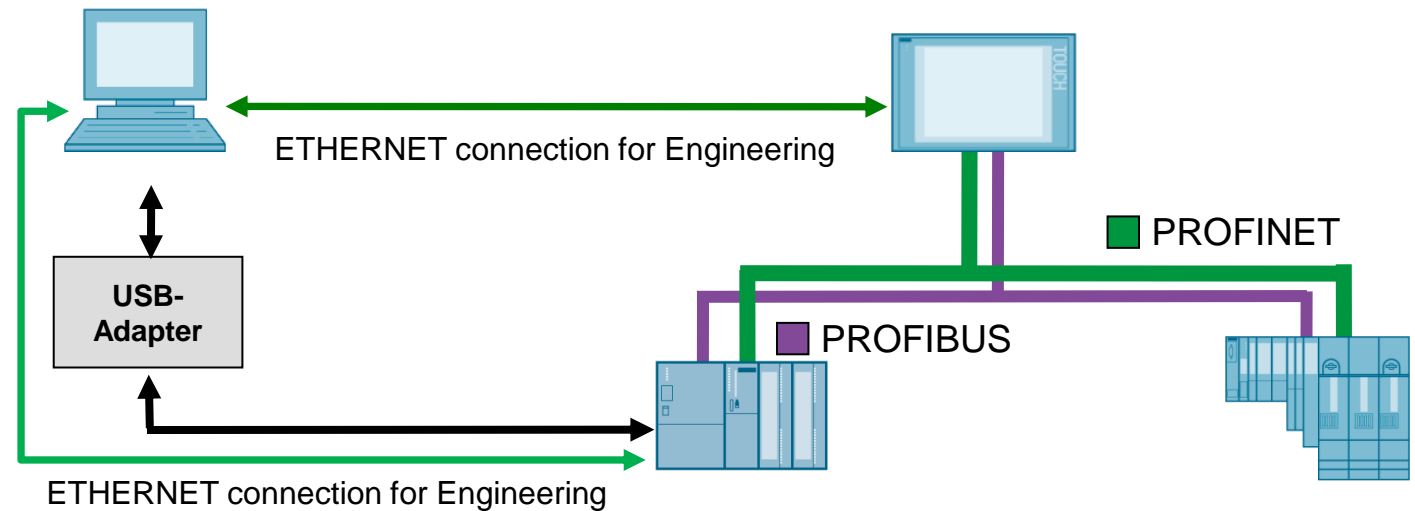 TOUCH
ETHERNET connection for Engineering
PROFINET
USB-
Adapter
PROFIBUS
ETHERNET connection for Engineering